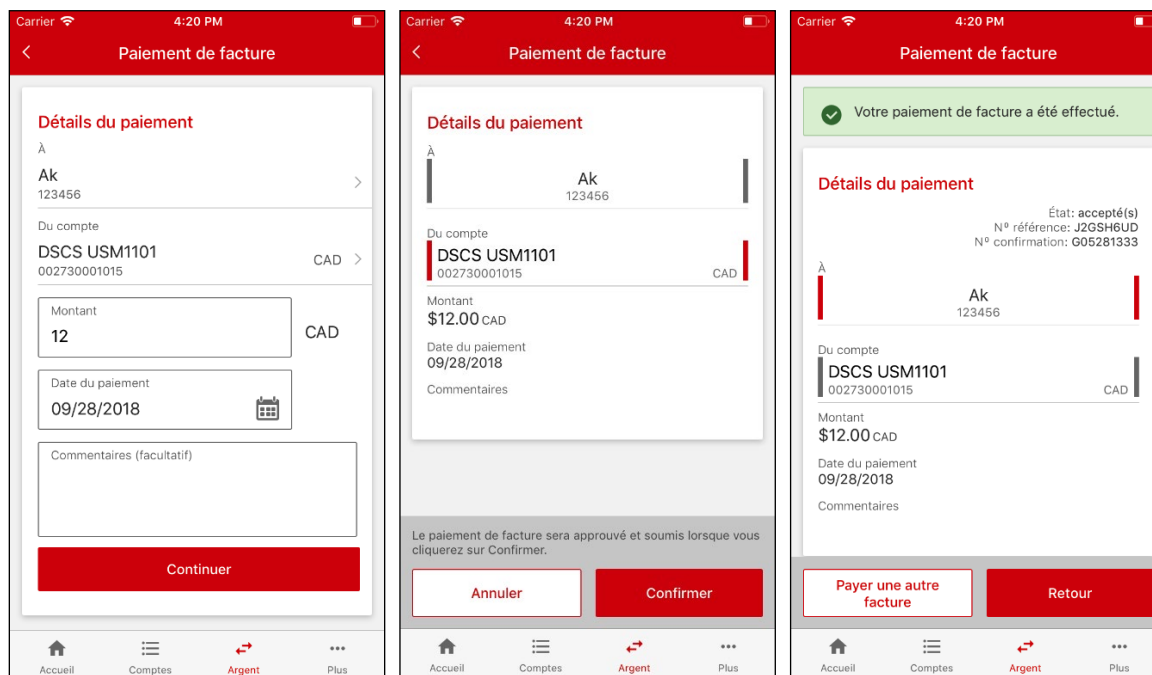 Carrier 4:20 PM
Paiement de facture
Détails du paiement
À
Ak
123456
Du compte
DSCS USM1101
002730001015
CAD
Montant
12
CAD
Date du paiement
09/28/2018
Commentaires (facultatif)
Continuer
Accueil Comptes Argent Plus
Carrier 4:20 PM
Paiement de facture
Détails du paiement
À
Ak
123456
Du compte
DSCS USM1101
002730001015 CAD
Montant
$12.00 CAD
Date du paiement
09/28/2018
Commentaires
Le paiement de facture sera approuvé et soumis lorsque vous
cliquerez sur Confirmer.
Annuler Confirmer
Accueil Comptes Argent Plus
Carrier 4:20 PM
Paiement de facture
Votre paiement de facture a été effectué.
Détails du paiement
État: accepté(s)
Nº référence: J2GSH6UD
Nº confirmation: G05281333
À
Ak
123456
Du compte
DSCS USM1101
002730001015 CAD
Montant
$12.00 CAD
Date du paiement
09/28/2018
Commentaires
Payer une autre
facture
Retour
Accueil Comptes Argent Plus